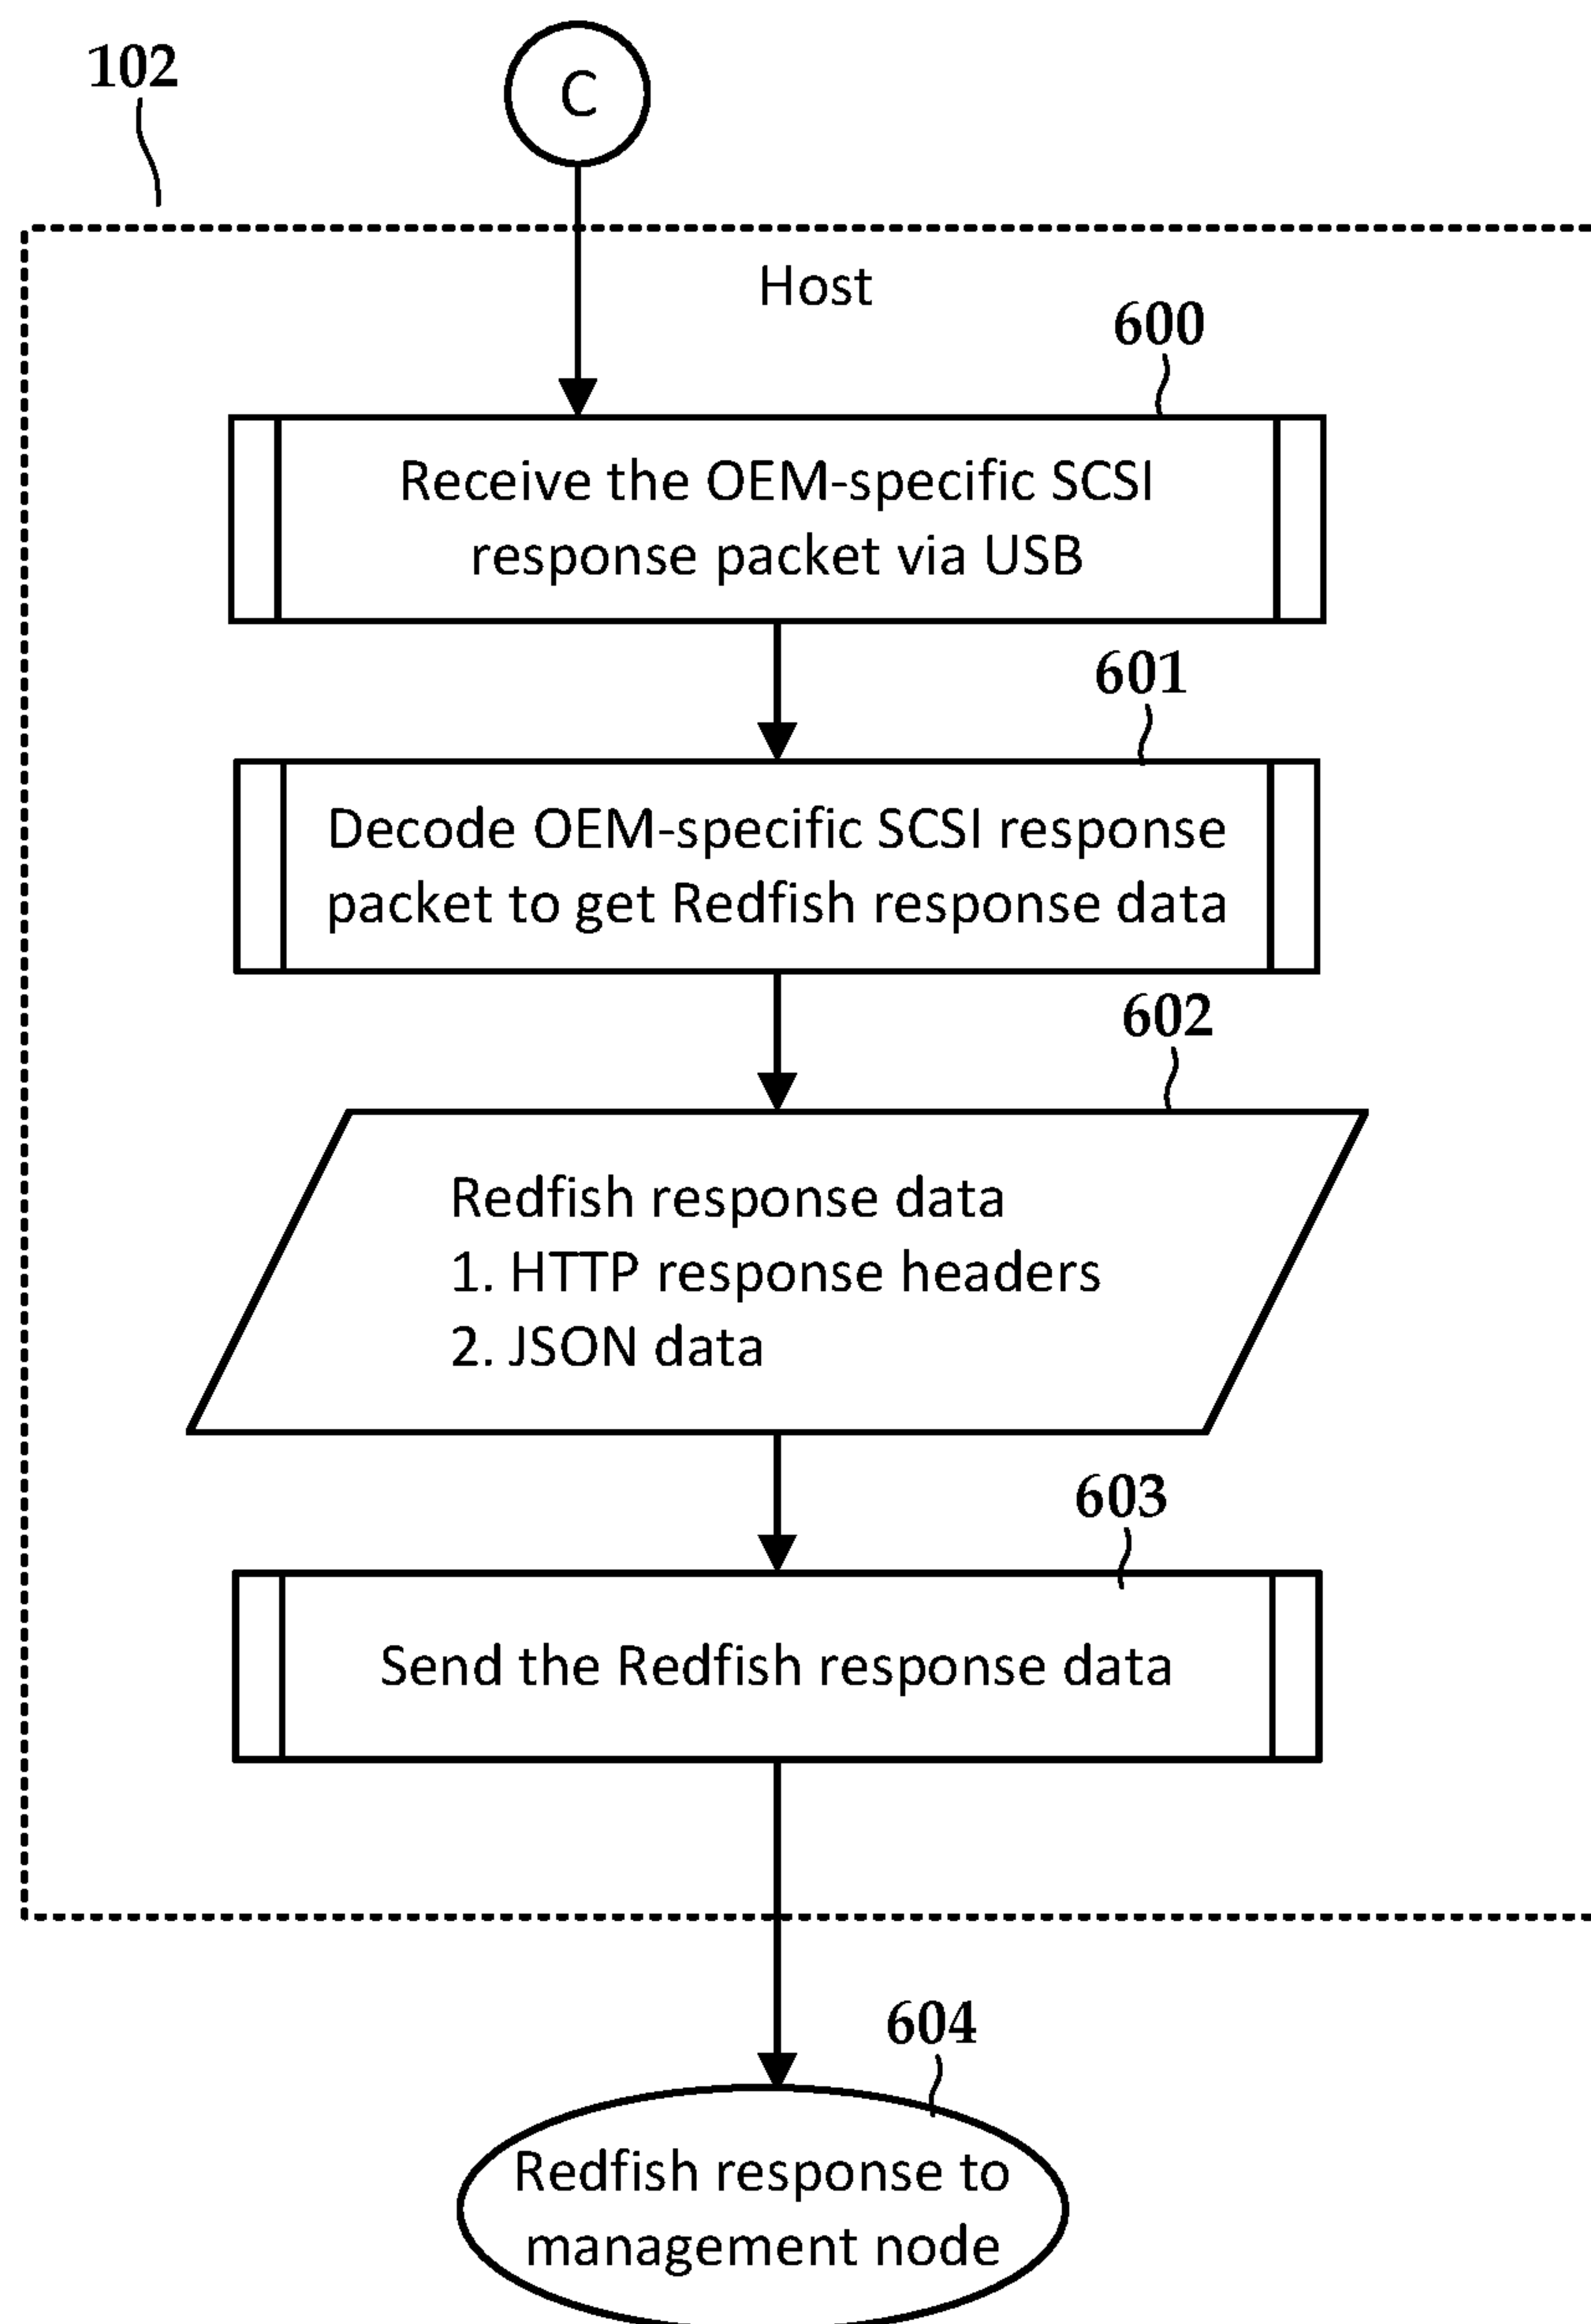 102
C
Host
600
Receive the OEM-specific SCSI
response packet via USB
601
Decode OEM-specific SCSI response
packet to get Redfish response data
602
Redfish response data
1. HTTP response headers
2. JSON data
603
Send the Redfish response data
604
Redfish response to
management node